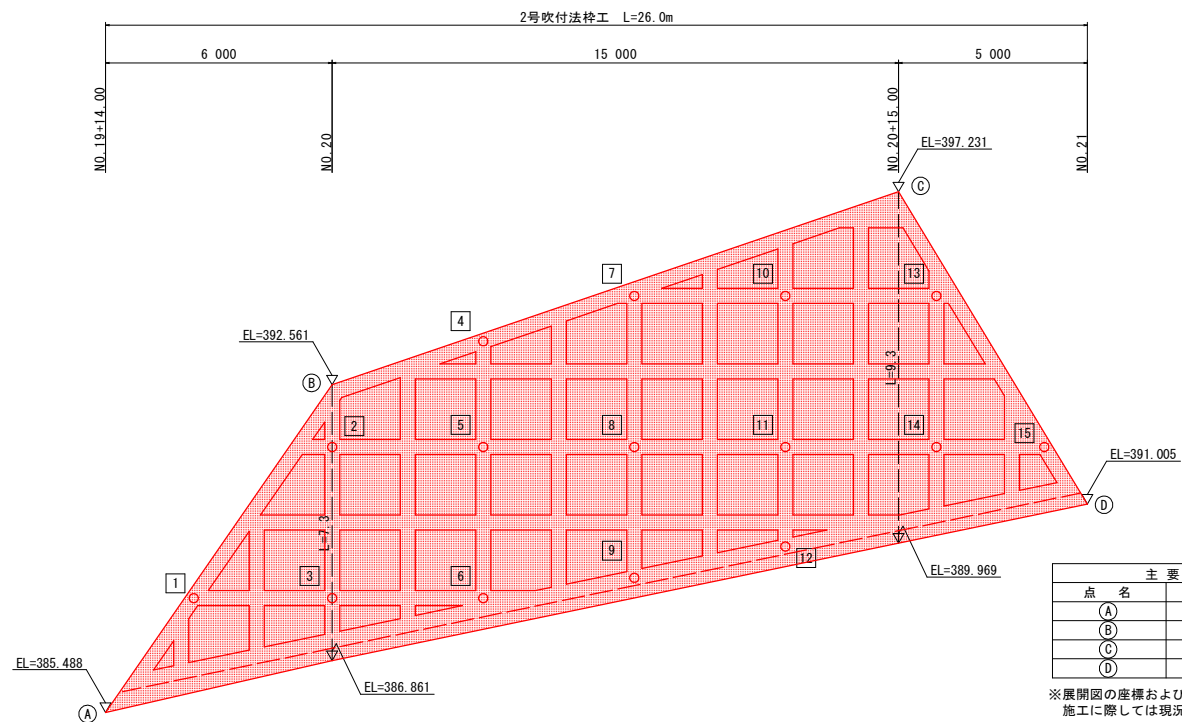 2号吹付法枠工 L=26.0m
6 000
15 000
5 000
NO.19+14.00
NO.20
NO.20+15.00
NO.21
EL=397.231
C
7
10
13
4
EL=392.561
B
L=9.3
2
5
8
11
14
15
EL=391.005
D
L=7.3
1
3
6
9
12
EL=389.969
EL=385.488
A
EL=386.861
主 要
点 名
A
B
C
D
※展開図の座標およ
施工に際しては現況